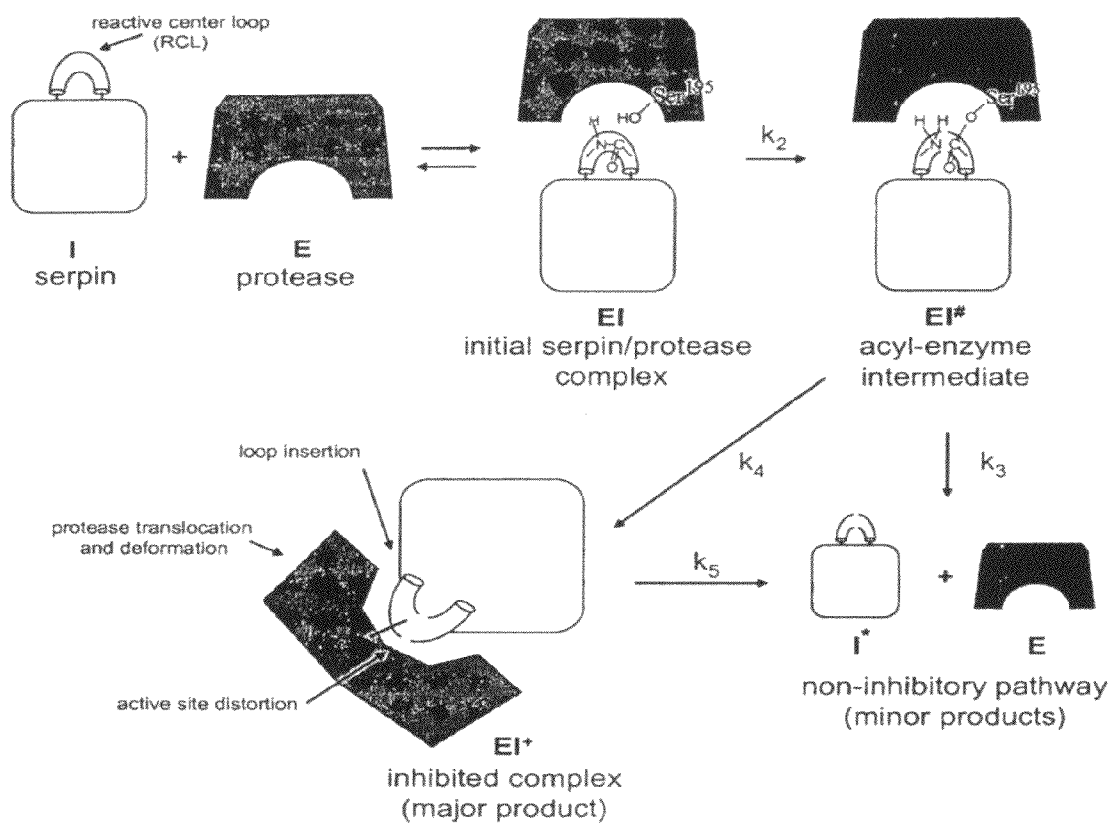 reactive center loop
(RCL)
+
I
serpin
E
protease
Ser195
HO
H
N-C
O
EI
initial serpin/protease
complex
k2
Ser195
O
H H
N C
O
EI#
acyl-enzyme
intermediate
k4
k3
loop insertion
protease translocation
and deformation
active site distortion
EI+
inhibited complex
(major product)
k5
+
I*
E
non-inhibitory pathway
(minor products)